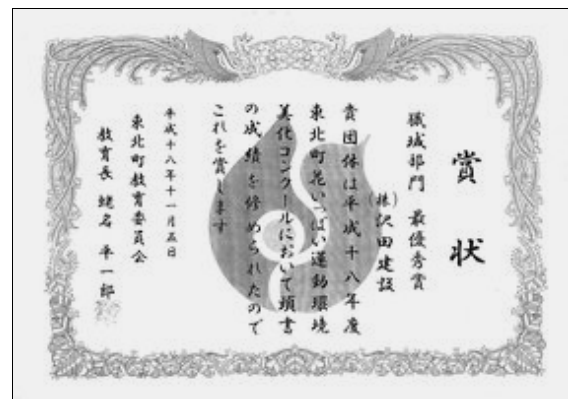 賞状
職域部門 最優秀賞
(株)沢田建設
貴団体は平成十八年度
東北町花いっぱい運動環境
美化コンクールにおいて頭書
の成績を修められたので
これを賞します
平成十八年十一月五日
東北町教育委員会
教育長 蛯名 平一郎